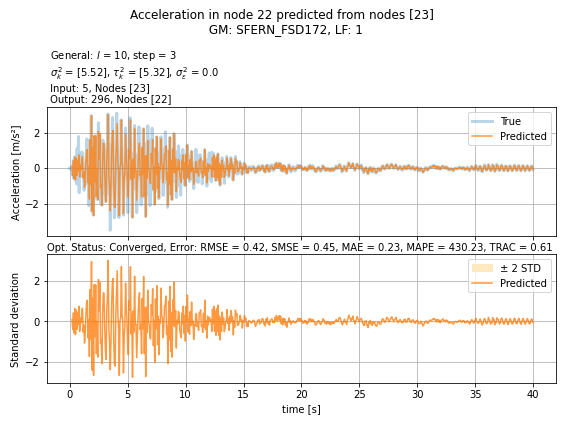 Acceleration in node 22 predicted from nodes [23]
GM: SFERN_FSD172, LF: 1
General: l = 10, step = 3
σ²ₖ = [5.52], τ²ₖ = [5.32], σ²ε = 0.0
Input: 5, Nodes [23]
Output: 296, Nodes [22]
Acceleration [m/s²]
2
0
−2
True
Predicted
Opt. Status: Converged, Error: RMSE = 0.42, SMSE = 0.45, MAE = 0.23, MAPE = 430.23, TRAC = 0.61
Standard deviation
2
0
−2
± 2 STD
Predicted
0 5 10 15 20 25 30 35 40
time [s]